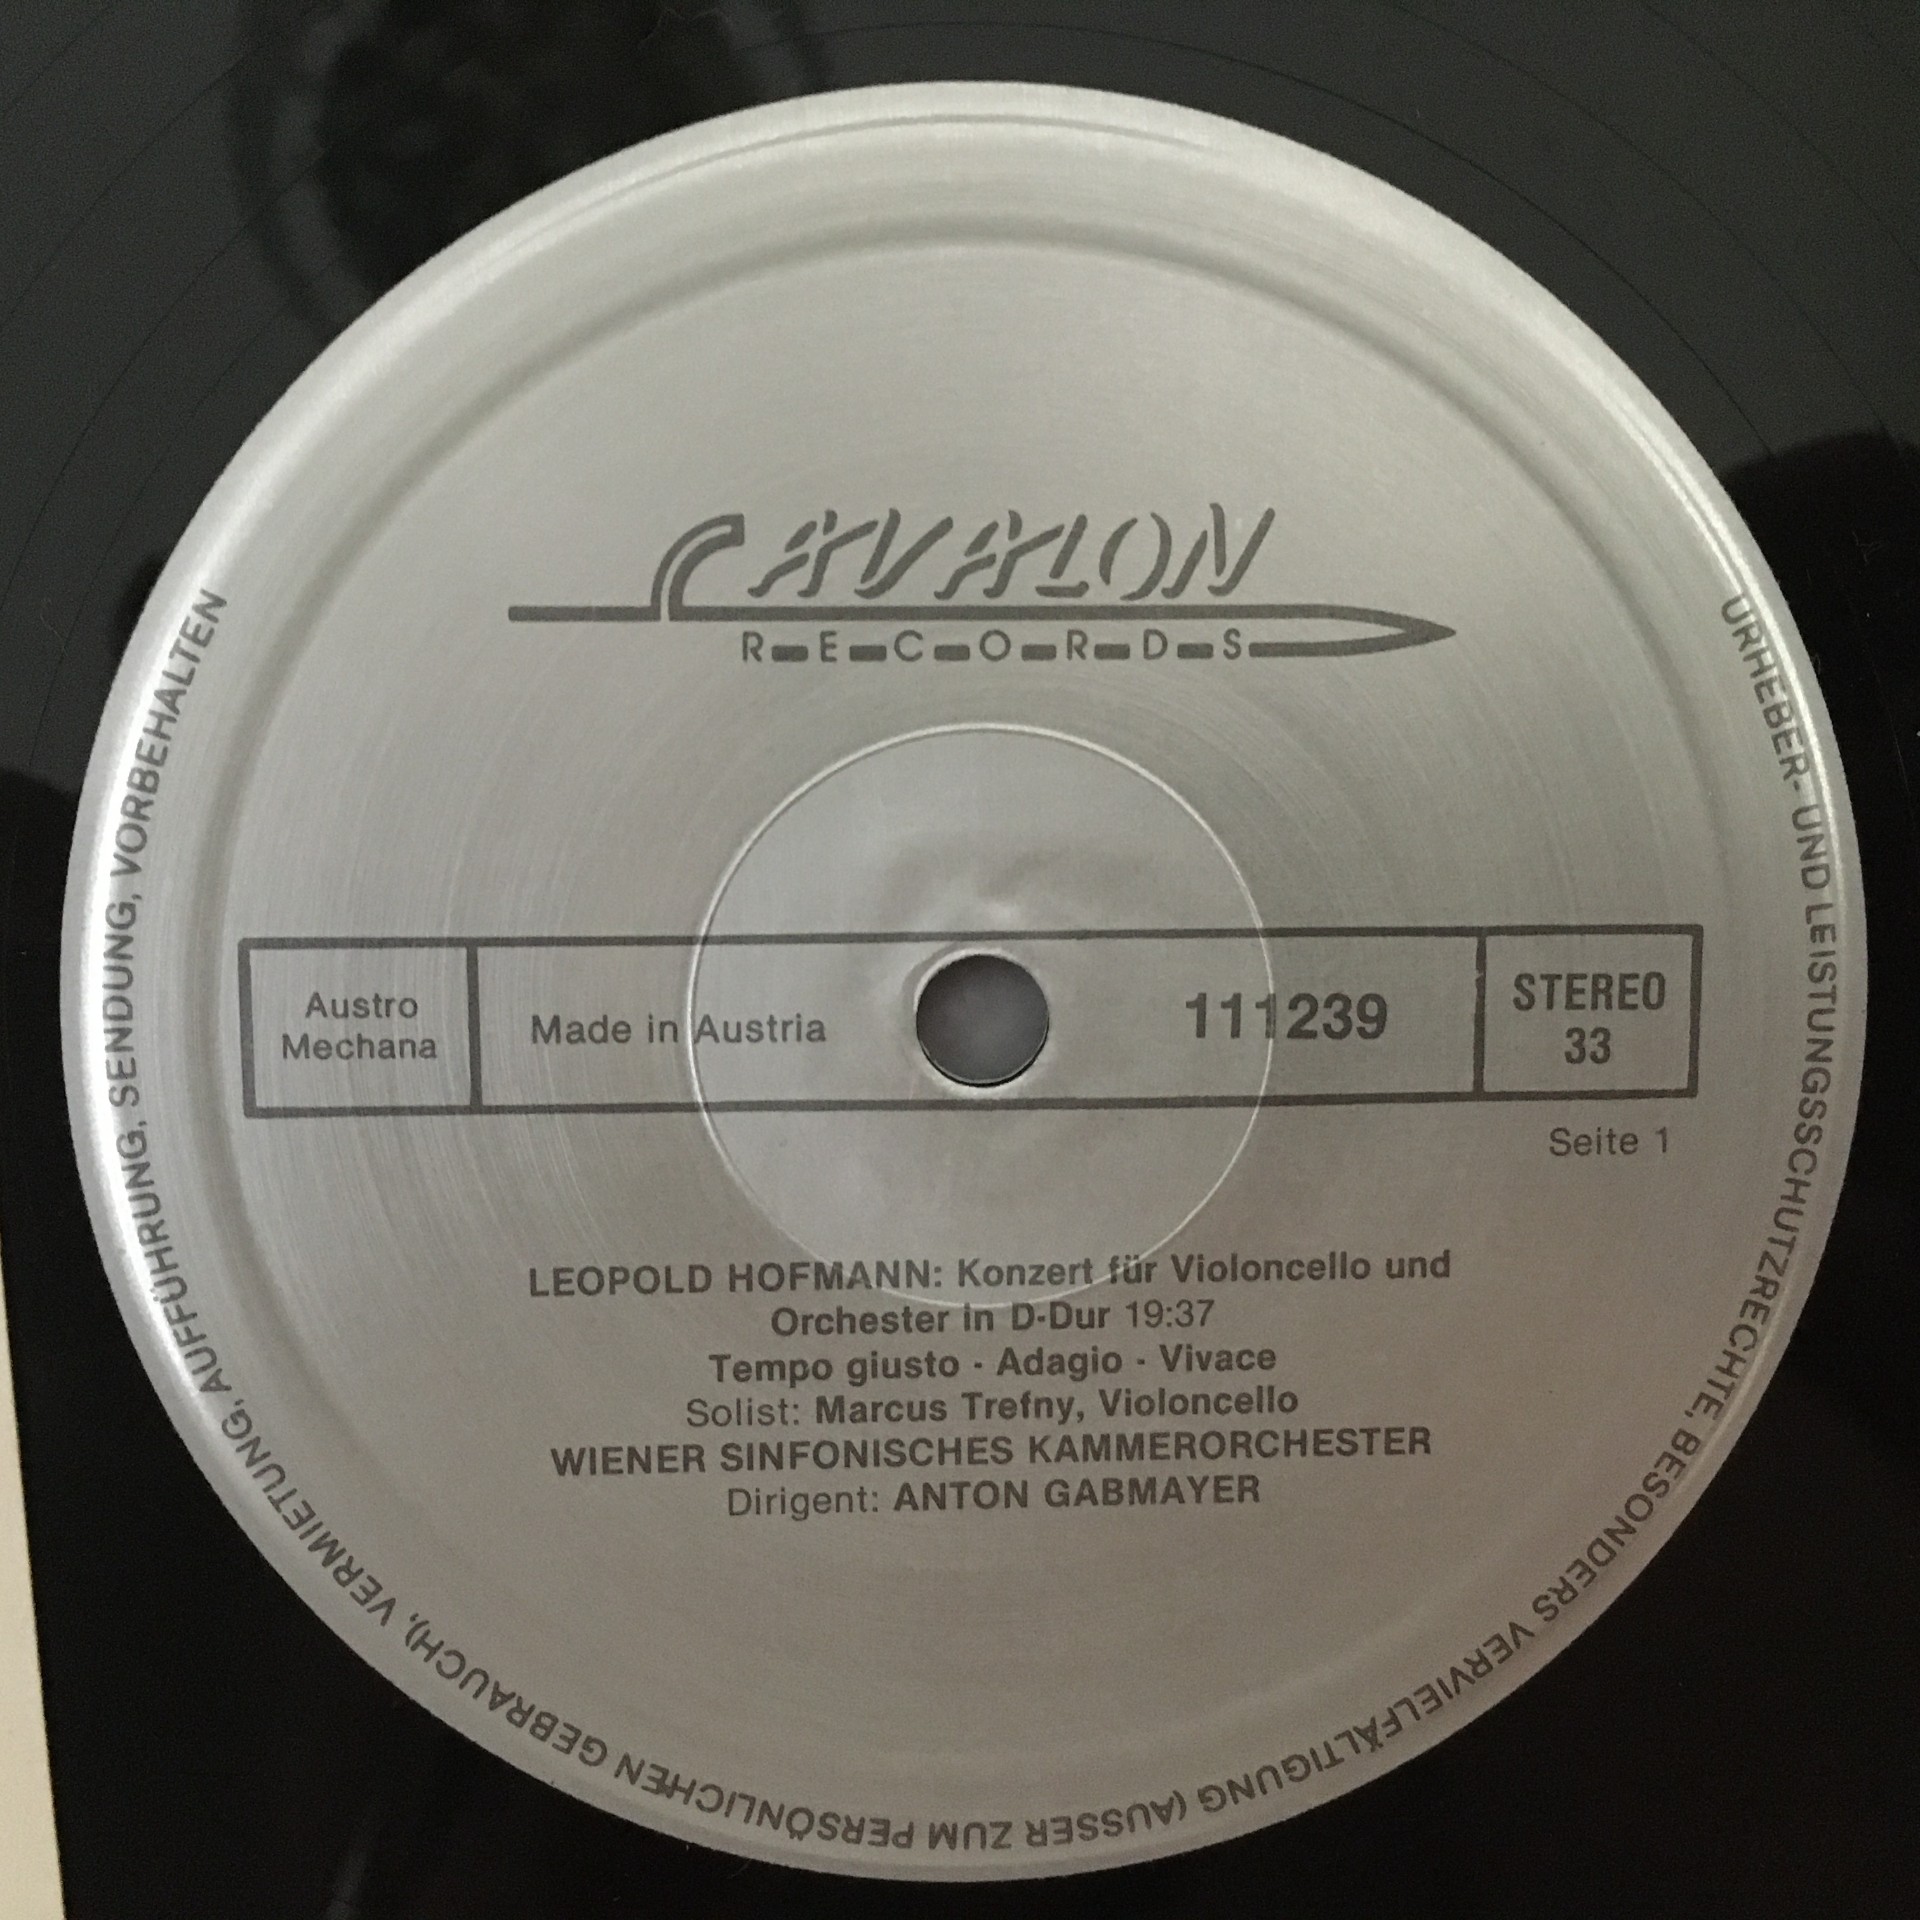 AVALON
R-E-C-O-R-D-S
Austro
Mechana
Made in Austria
111239
STEREO
33
Seite 1
LEOPOLD HOFMANN: Konzert für Violoncello und
Orchester in D-Dur 19:37
Tempo giusto - Adagio - Vivace
Solist: Marcus Trefny, Violoncello
WIENER SINFONISCHES KAMMERORCHESTER
Dirigent: ANTON GABMAYER
URHEBER- UND LEISTUNGSSCHUTZRECHTE, BESONDERS VERVIELFÄLTIGUNG (AUSSER ZUM PERSÖNLICHEN GEBRAUCH), VERMIETUNG, AUFFÜHRUNG, SENDUNG, VORBEHALTEN